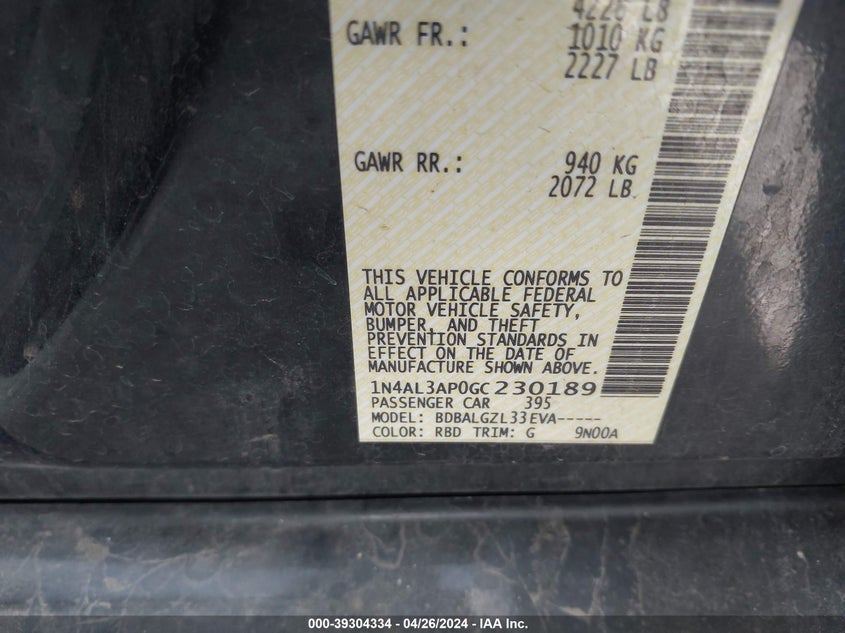 4228 LB
GAWR FR.: 1010 KG
2227 LB
GAWR RR.: 940 KG
2072 LB
THIS VEHICLE CONFORMS TO
ALL APPLICABLE FEDERAL
MOTOR VEHICLE SAFETY,
BUMPER, AND THEFT
PREVENTION STANDARDS IN
EFFECT ON THE DATE OF
MANUFACTURE SHOWN ABOVE.
1N4AL3AP0GC230189
PASSENGER CAR 395
MODEL: BDBALGZL33EVA-----
COLOR: RBD TRIM: G 9N00A
000-39304334 - 04/26/2024 - IAA Inc.